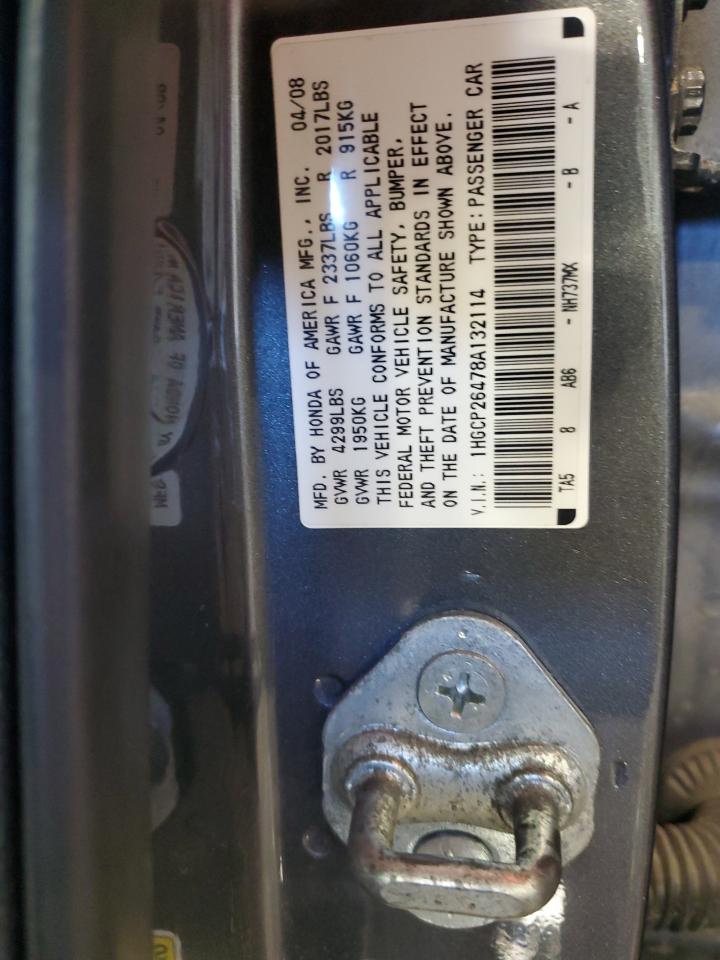 MFD. BY HONDA OF AMERICA MFG., INC. 04/08
GVWR 4299LBS GAWR F 2337LBS R 2017LBS
GVWR 1950KG GAWR F 1060KG R 915KG
THIS VEHICLE CONFORMS TO ALL APPLICABLE
FEDERAL MOTOR VEHICLE SAFETY, BUMPER,
AND THEFT PREVENTION STANDARDS IN EFFECT
ON THE DATE OF MANUFACTURE SHOWN ABOVE.
V.I.N.: 1HGCP26478A132114 TYPE:PASSENGER CAR
TA5 8 AB6 - NH737MX - B - A